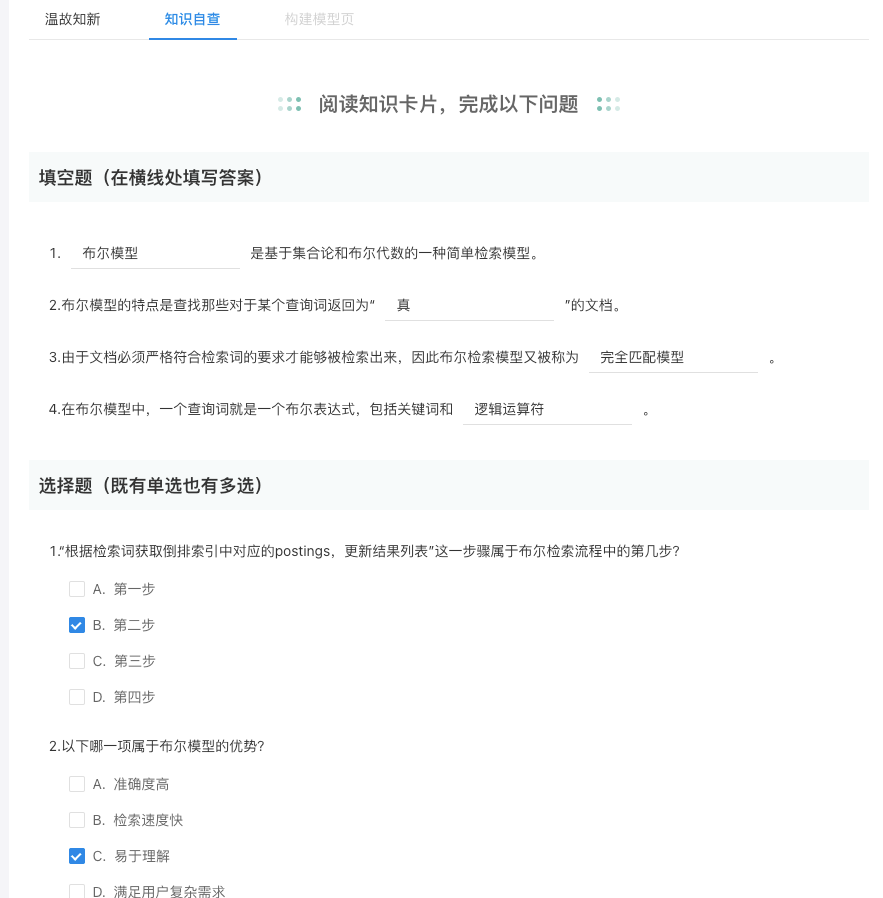 温故知新 知识自查 构建模型页
阅读知识卡片，完成以下问题
填空题（在横线处填写答案）
1. 布尔模型 是基于集合论和布尔代数的一种简单检索模型。
2.布尔模型的特点是查找那些对于某个查询词返回为“ 真 ”的文档。
3.由于文档必须严格符合检索词的要求才能够被检索出来，因此布尔检索模型又被称为 完全匹配模型 。
4.在布尔模型中，一个查询词就是一个布尔表达式，包括关键词和 逻辑运算符 。
选择题（既有单选也有多选）
1.“根据检索词获取倒排索引中对应的postings，更新结果列表”这一步骤属于布尔检索流程中的第几步?
A. 第一步
B. 第二步
C. 第三步
D. 第四步
2.以下哪一项属于布尔模型的优势?
A. 准确度高
B. 检索速度快
C. 易于理解
D. 满足用户复杂需求